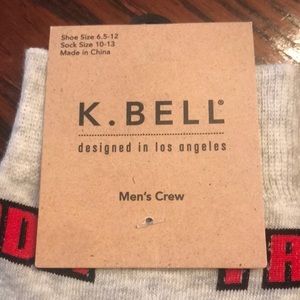 Shoe Size 6.5-12
Sock Size 10-13
Made in China
K.BELL®
designed in los angeles
Men's Crew